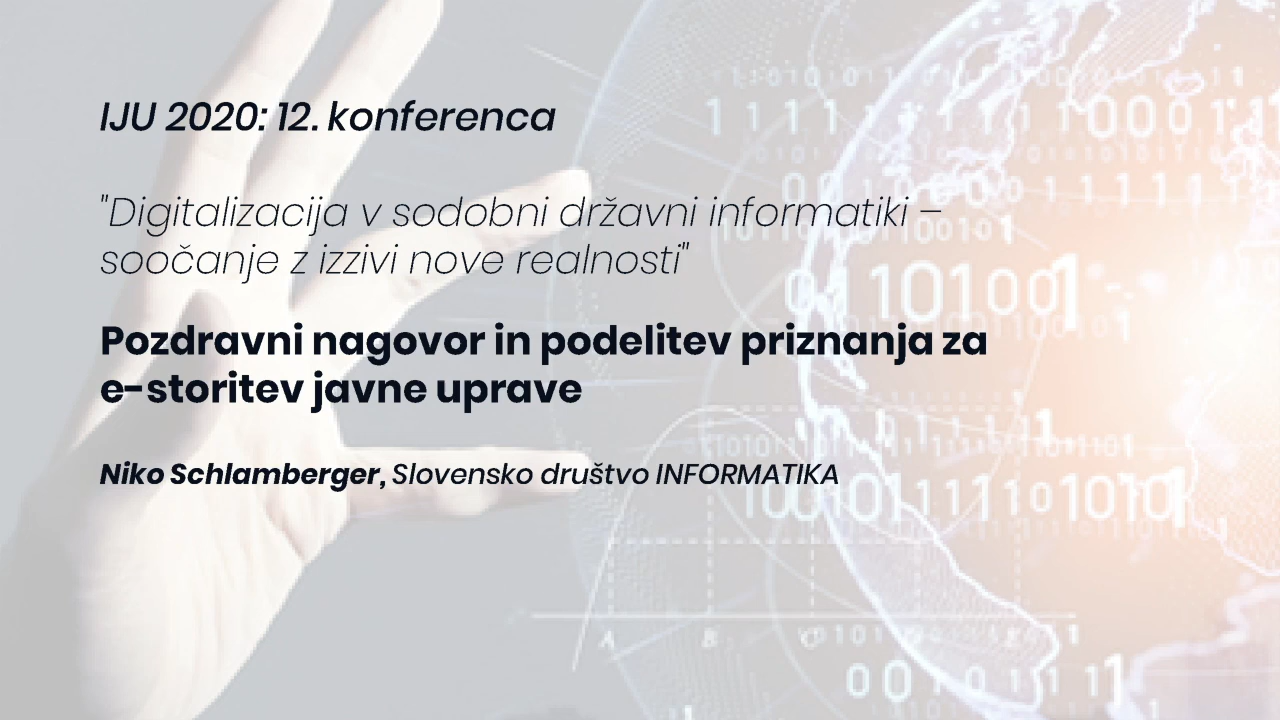 IJU 2020: 12. konferenca
"Digitalizacija v sodobni državni informatiki –
soočanje z izzivi nove realnosti"
Pozdravni nagovor in podelitev priznanja za
e-storitev javne uprave
Niko Schlamberger, Slovensko društvo INFORMATIKA